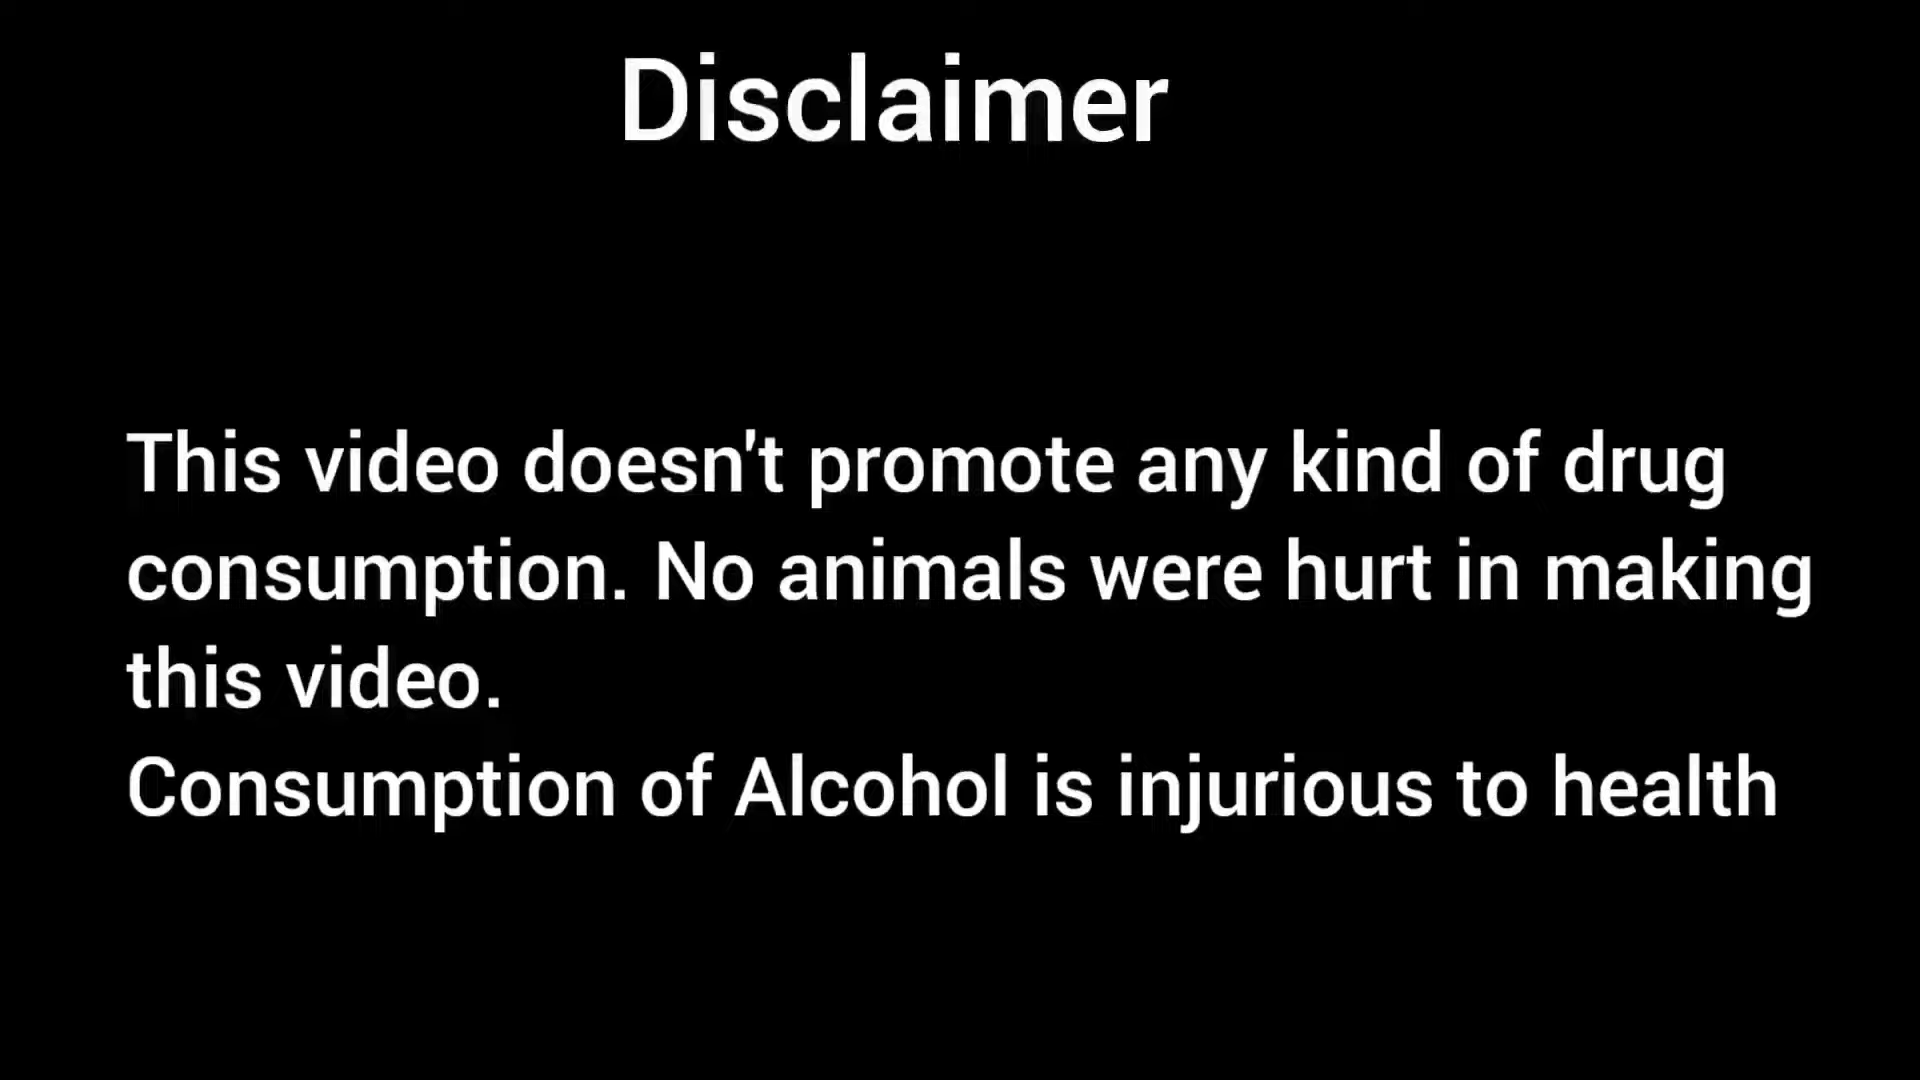 Disclaimer
This video doesn't promote any kind of drug
consumption. No animals were hurt in making
this video.
Consumption of Alcohol is injurious to health